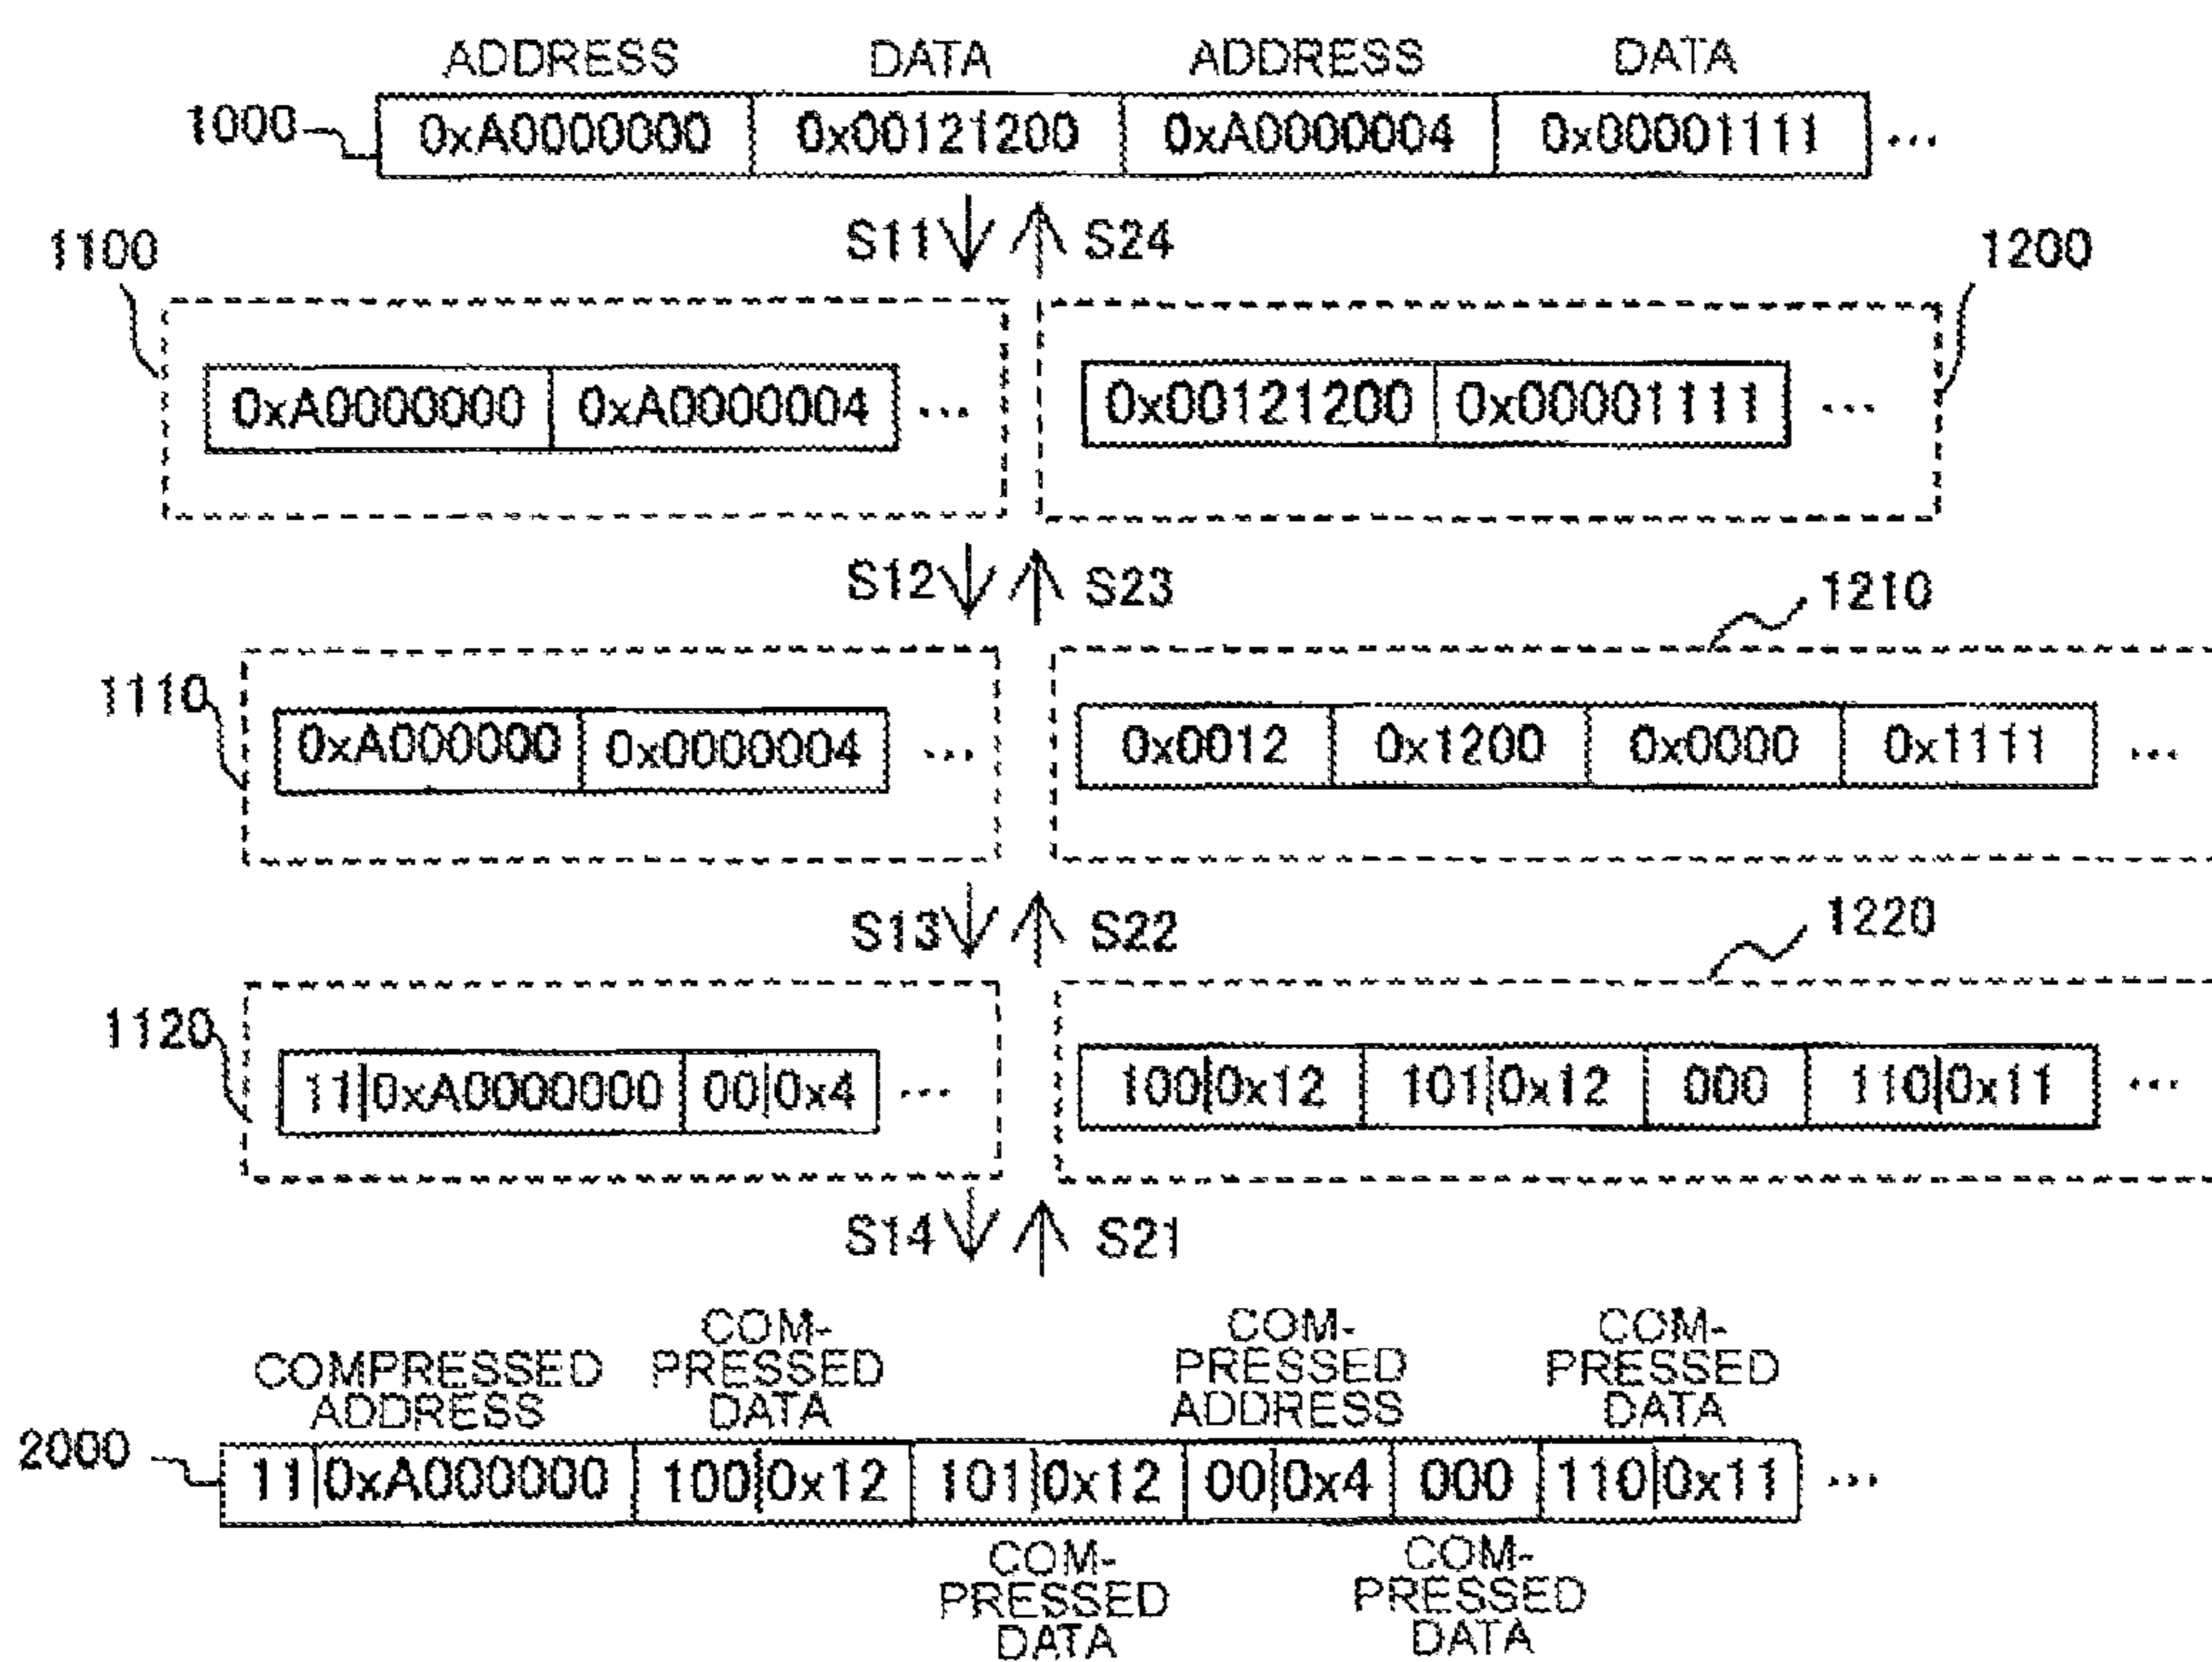 ADDRESS DATA ADDRESS DATA
1000 0xA0000000 0x00121200 0xA0000004 0x00001111 ...
S11 S24
1100 1200
0xA0000000 0xA0000004 ... 0x00121200 0x00001111 ...
S12 S23
1210
1110 0xA000000 0x0000004 ... 0x0012 0x1200 0x0000 0x1111 ...
S13 S22
1220
1120 11|0xA0000000 00|0x4 ... 100|0x12 101|0x12 000 110|0x11 ...
S14 S21
COMPRESSED
ADDRESS
COM-
PRESSED
DATA
COM-
PRESSED
ADDRESS
COM-
PRESSED
DATA
2000 11|0xA000000 100|0x12 101|0x12 00|0x4 000 110|0x11 ...
COM-
PRESSED
DATA
COM-
PRESSED
DATA